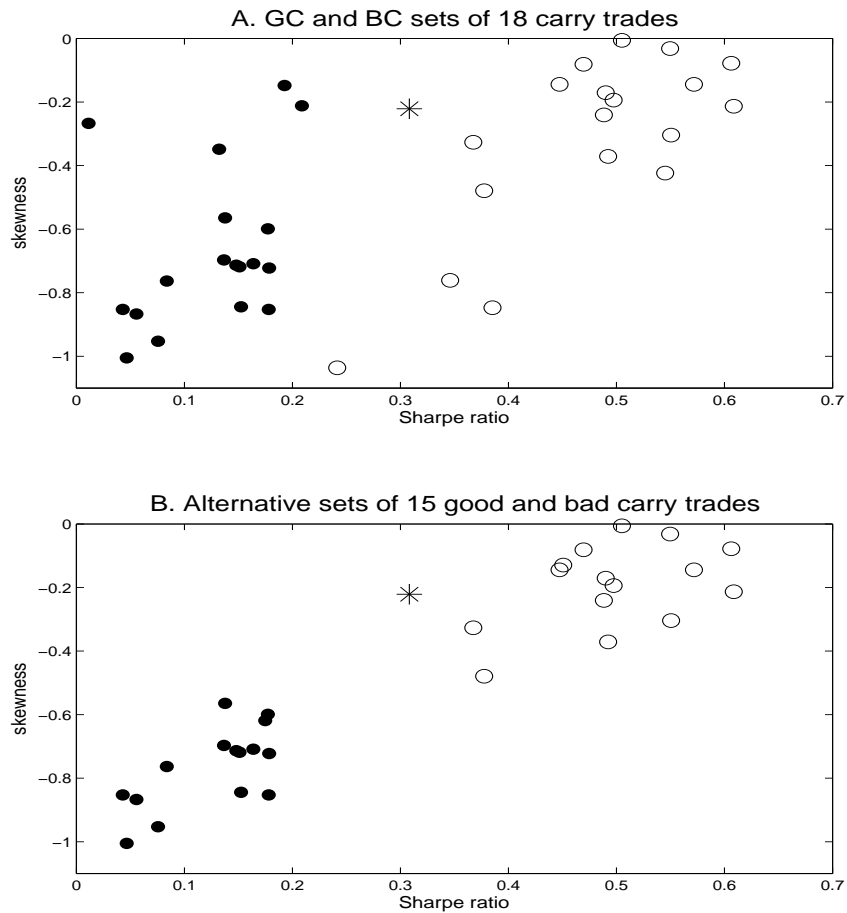 A. GC and BC sets of 18 carry trades
0
−0.2
−0.4
−0.6
−0.8
−1
skewness
0 0.1 0.2 0.3 0.4 0.5 0.6 0.7
Sharpe ratio
B. Alternative sets of 15 good and bad carry trades
0
−0.2
−0.4
−0.6
−0.8
−1
skewness
0 0.1 0.2 0.3 0.4 0.5 0.6 0.7
Sharpe ratio